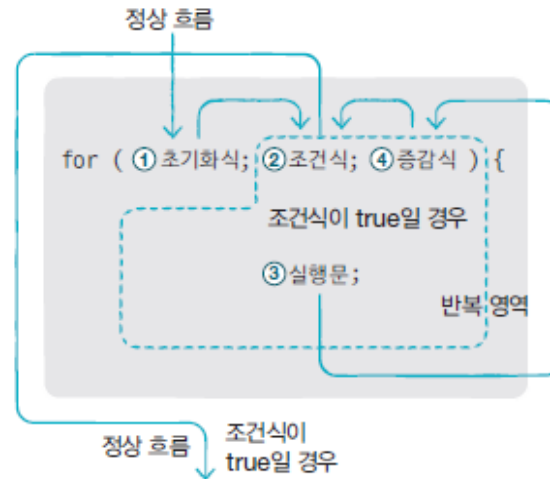 정상 흐름
for ( ① 초기화식; ②조건식; ④증감식 ) {
조건식이 true일 경우
③실행문;
반복 영역
정상 흐름
조건식이
true일 경우